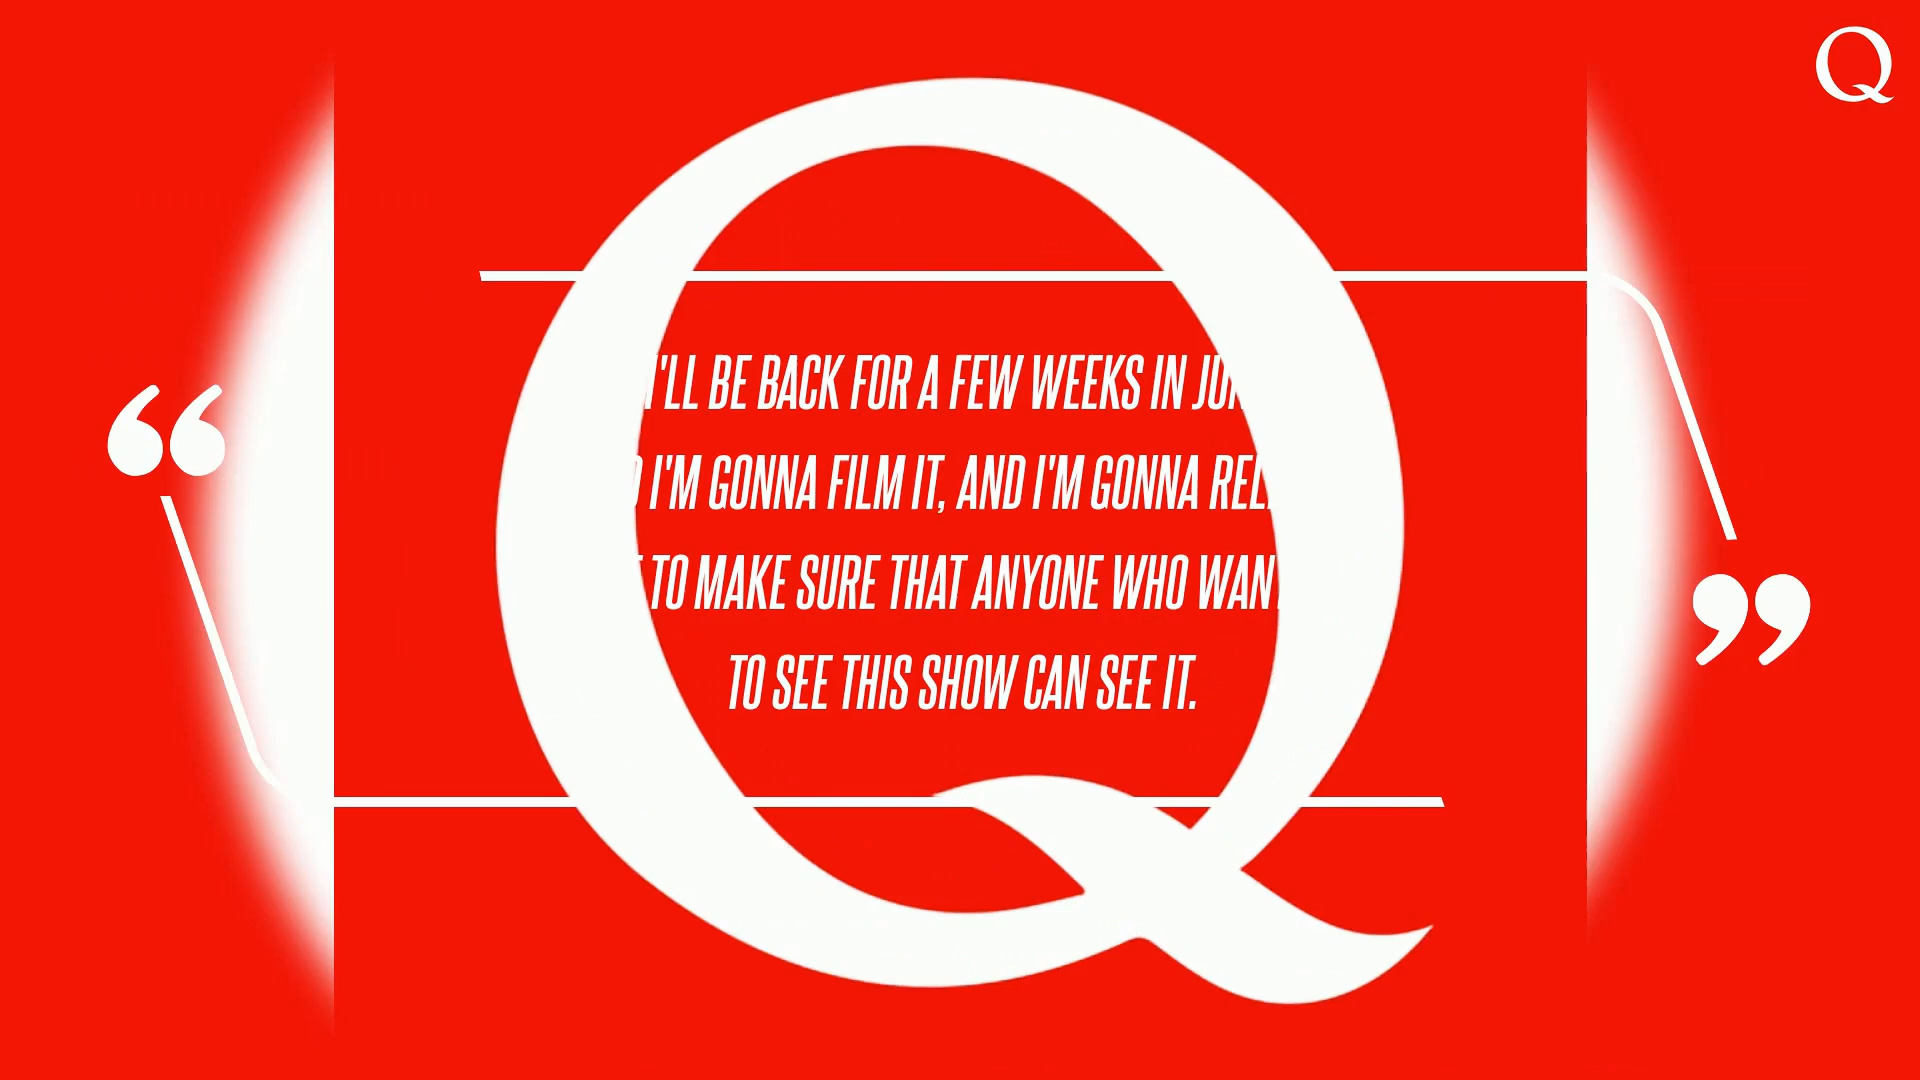 Q
I'LL BE BACK FOR A FEW WEEKS IN
I'M GONNA FILM IT, AND I'M GONNA
TO MAKE SURE THAT ANYONE WHO
TO SEE THIS SHOW CAN SEE IT.
Q